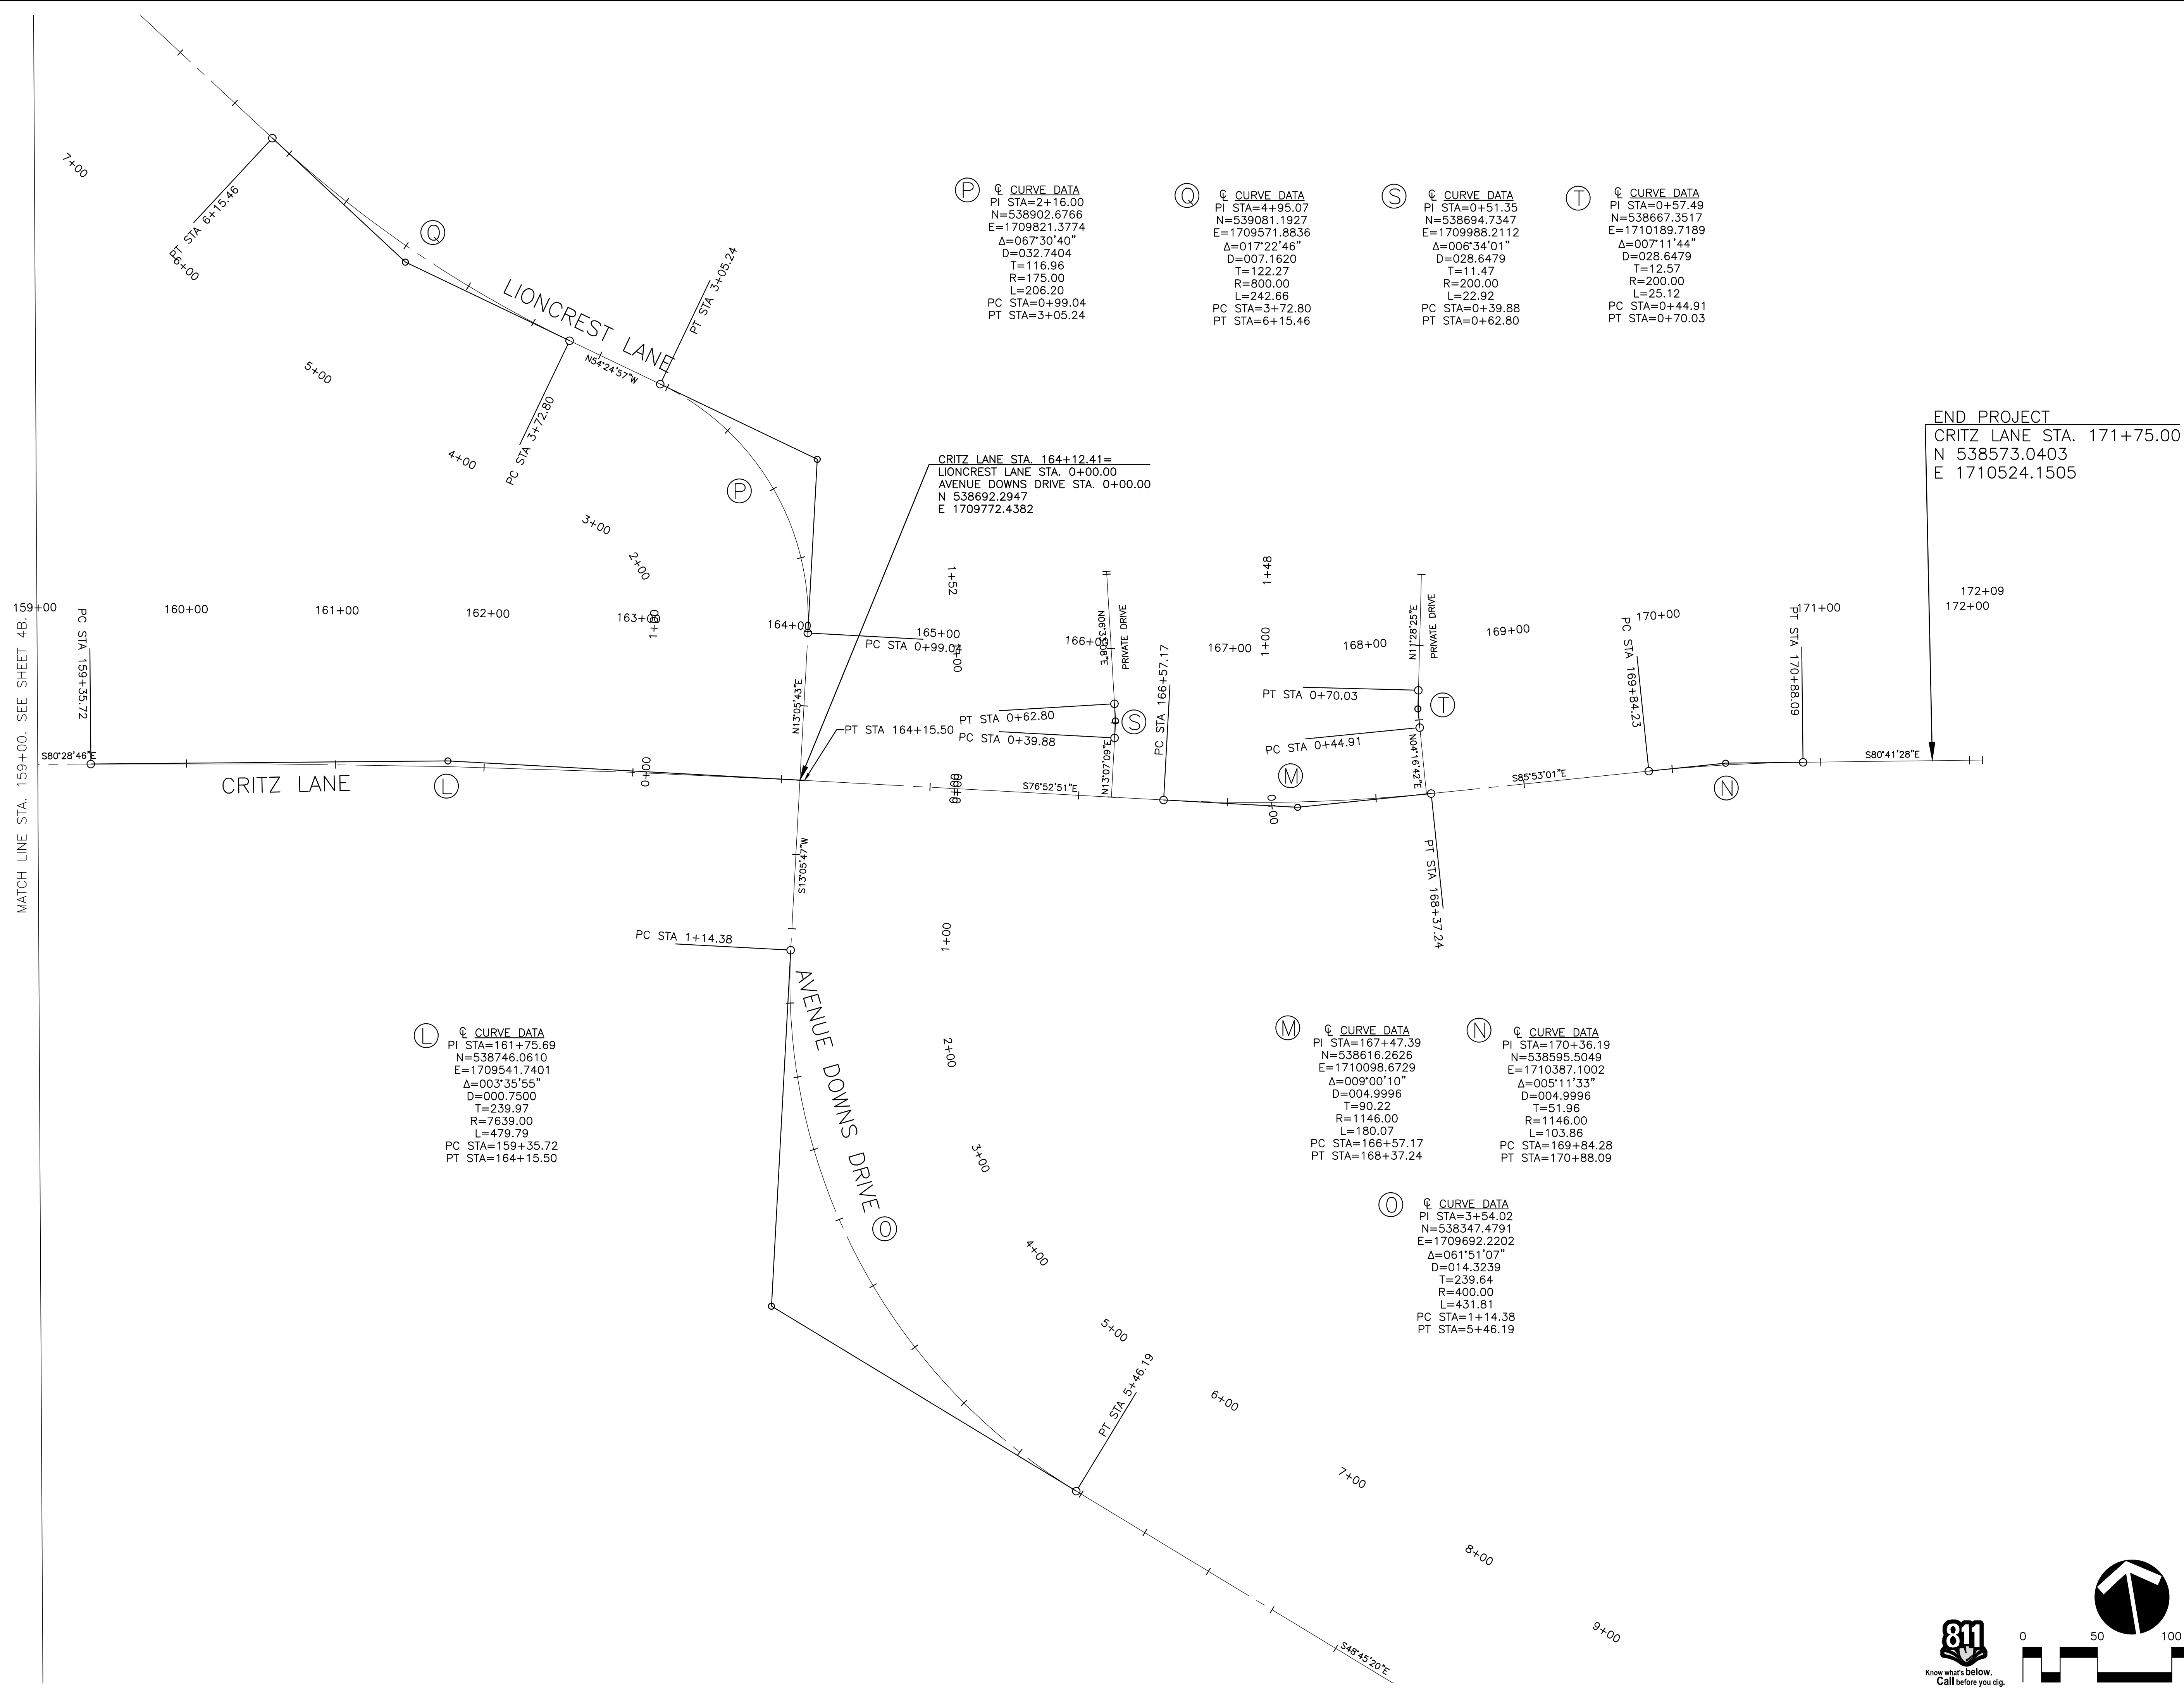 7+00
PT STA 6+15.46
6+00
Q
LIONCREST LANE
PT STA 3+05.24
N54°24'57"W
5+00
PC STA 3+72.80
4+00
P
3+00
2+00
1+00
P
℄ CURVE DATA
PI STA=2+16.00
N=538902.6766
E=1709821.3774
Δ=067°30'40"
D=032.7404
T=116.96
R=175.00
L=206.20
PC STA=0+99.04
PT STA=3+05.24
Q
℄ CURVE DATA
PI STA=4+95.07
N=539081.1927
E=1709571.8836
Δ=017°22'46"
D=007.1620
T=122.27
R=800.00
L=242.66
PC STA=3+72.80
PT STA=6+15.46
S
℄ CURVE DATA
PI STA=0+51.35
N=538694.7347
E=1709988.2112
Δ=006°34'01"
D=028.6479
T=11.47
R=200.00
L=22.92
PC STA=0+39.88
PT STA=0+62.80
T
℄ CURVE DATA
PI STA=0+57.49
N=538667.3517
E=1710189.7189
Δ=007°11'44"
D=028.6479
T=12.57
R=200.00
L=25.12
PC STA=0+44.91
PT STA=0+70.03
END PROJECT
CRITZ LANE STA. 171+75.00
N 538573.0403
E 1710524.1505
CRITZ LANE STA. 164+12.41=
LIONCREST LANE STA. 0+00.00
AVENUE DOWNS DRIVE STA. 0+00.00
N 538692.2947
E 1709772.4382
MATCH LINE STA. 159+00. SEE SHEET 4B.
159+00
PC STA 159+35.72
160+00
161+00
162+00
163+00
164+00
165+00
166+00
167+00
168+00
169+00
170+00
171+00
172+00
172+09
PC STA 0+99.04
1+52
1+00
N06°33'08"E
PRIVATE DRIVE
1+48
1+00
N11°28'25"E
PRIVATE DRIVE
PC STA 166+57.17
PT STA 0+62.80
PC STA 0+39.88
S
N13°07'09"E
PT STA 0+70.03
PC STA 0+44.91
T
N04°16'42"E
PC STA 169+84.23
PT STA 170+88.09
N13°05'43"E
PT STA 164+15.50
S80°28'46"E
CRITZ LANE
L
0+00
0+00
S76°52'51"E
M
0+00
S85°53'01"E
N
S80°41'28"E
PT STA 168+37.24
S13°05'47"W
PC STA 1+14.38
1+00
AVENUE DOWNS DRIVE
O
2+00
3+00
4+00
5+00
PT STA 5+46.19
6+00
7+00
8+00
9+00
S48°45'20"E
L
℄ CURVE DATA
PI STA=161+75.69
N=538746.0610
E=1709541.7401
Δ=003°35'55"
D=000.7500
T=239.97
R=7639.00
L=479.79
PC STA=159+35.72
PT STA=164+15.50
M
℄ CURVE DATA
PI STA=167+47.39
N=538616.2626
E=1710098.6729
Δ=009°00'10"
D=004.9996
T=90.22
R=1146.00
L=180.07
PC STA=166+57.17
PT STA=168+37.24
N
℄ CURVE DATA
PI STA=170+36.19
N=538595.5049
E=1710387.1002
Δ=005°11'33"
D=004.9996
T=51.96
R=1146.00
L=103.86
PC STA=169+84.28
PT STA=170+88.09
O
℄ CURVE DATA
PI STA=3+54.02
N=538347.4791
E=1709692.2202
Δ=061°51'07"
D=014.3239
T=239.64
R=400.00
L=431.81
PC STA=1+14.38
PT STA=5+46.19
811
Know what's below.
Call before you dig.
0 50 100